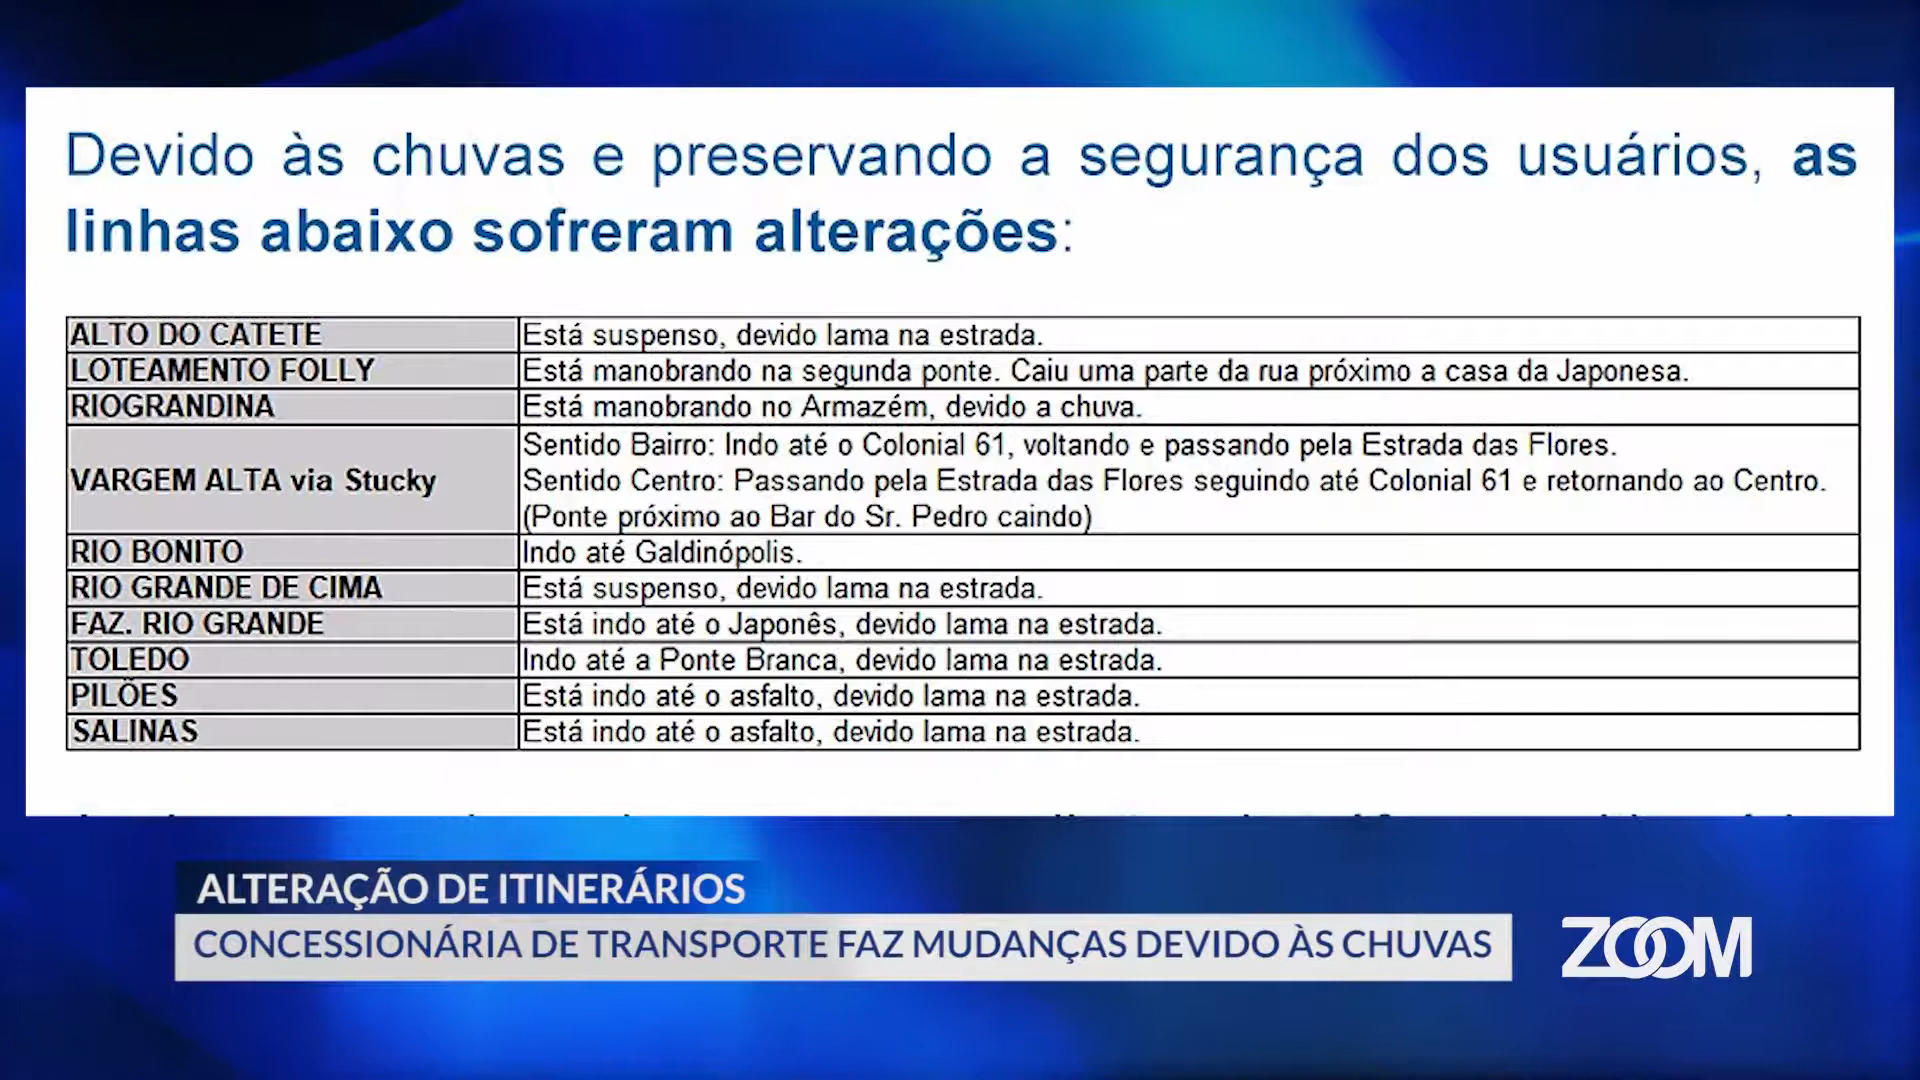 Devido às chuvas e preservando a segurança dos usuários, as
linhas abaixo sofreram alterações:
ALTO DO CATETE Está suspenso, devido lama na estrada.
LOTEAMENTO FOLLY Está manobrando na segunda ponte. Caiu uma parte da rua próximo a casa da Japonesa.
RIOGRANDINA Está manobrando no Armazém, devido a chuva.
VARGEM ALTA via Stucky
Sentido Bairro: Indo até o Colonial 61, voltando e passando pela Estrada das Flores.
Sentido Centro: Passando pela Estrada das Flores seguindo até Colonial 61 e retornando ao Centro.
(Ponte próximo ao Bar do Sr. Pedro caindo)
RIO BONITO Indo até Galdinópolis.
RIO GRANDE DE CIMA Está suspenso, devido lama na estrada.
FAZ. RIO GRANDE Está indo até o Japonês, devido lama na estrada.
TOLEDO Indo até a Ponte Branca, devido lama na estrada.
PILÕES Está indo até o asfalto, devido lama na estrada.
SALINAS Está indo até o asfalto, devido lama na estrada.
ALTERAÇÃO DE ITINERÁRIOS
CONCESSIONÁRIA DE TRANSPORTE FAZ MUDANÇAS DEVIDO ÀS CHUVAS
ZOOM